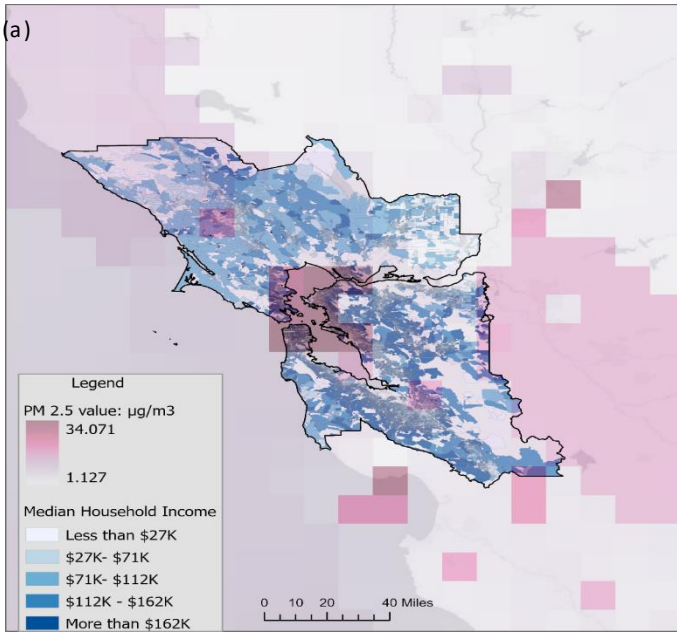 (a)
Legend
PM 2.5 value: µg/m3
34.071
1.127
Median Household Income
Less than $27K
$27K- $71K
$71K- $112K
$112K - $162K
More than $162K
0 10 20 40 Miles